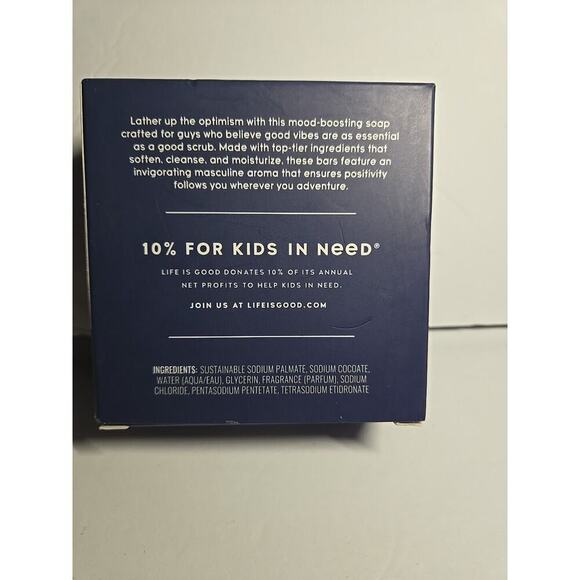 Lather up the optimism with this mood-boosting soap
crafted for guys who believe good vibes are as essential
as a good scrub. Made with top-tier ingredients that
soften, cleanse, and moisturize, these bars feature an
invigorating masculine aroma that ensures positivity
follows you wherever you adventure.
10% FOR KIDS IN NeeD®
LIFE IS GOOD DONATES 10% OF ITS ANNUAL
NET PROFITS TO HELP KIDS IN NEED.
JOIN US AT LIFEISGOOD.COM
INGREDIENTS: SUSTAINABLE SODIUM PALMATE, SODIUM COCOATE,
WATER (AQUA/EAU), GLYCERIN, FRAGRANCE (PARFUM), SODIUM
CHLORIDE, PENTASODIUM PENTETATE, TETRASODIUM ETIDRONATE